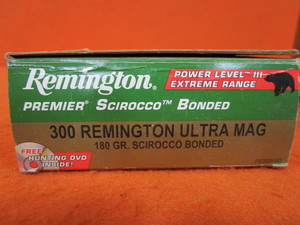 Remington®
POWER LEVEL™ III
EXTREME RANGE
PREMIER® SCIROCCO™ BONDED
300 REMINGTON ULTRA MAG
180 GR. SCIROCCO BONDED
FREE
HUNTING DVD
INSIDE!